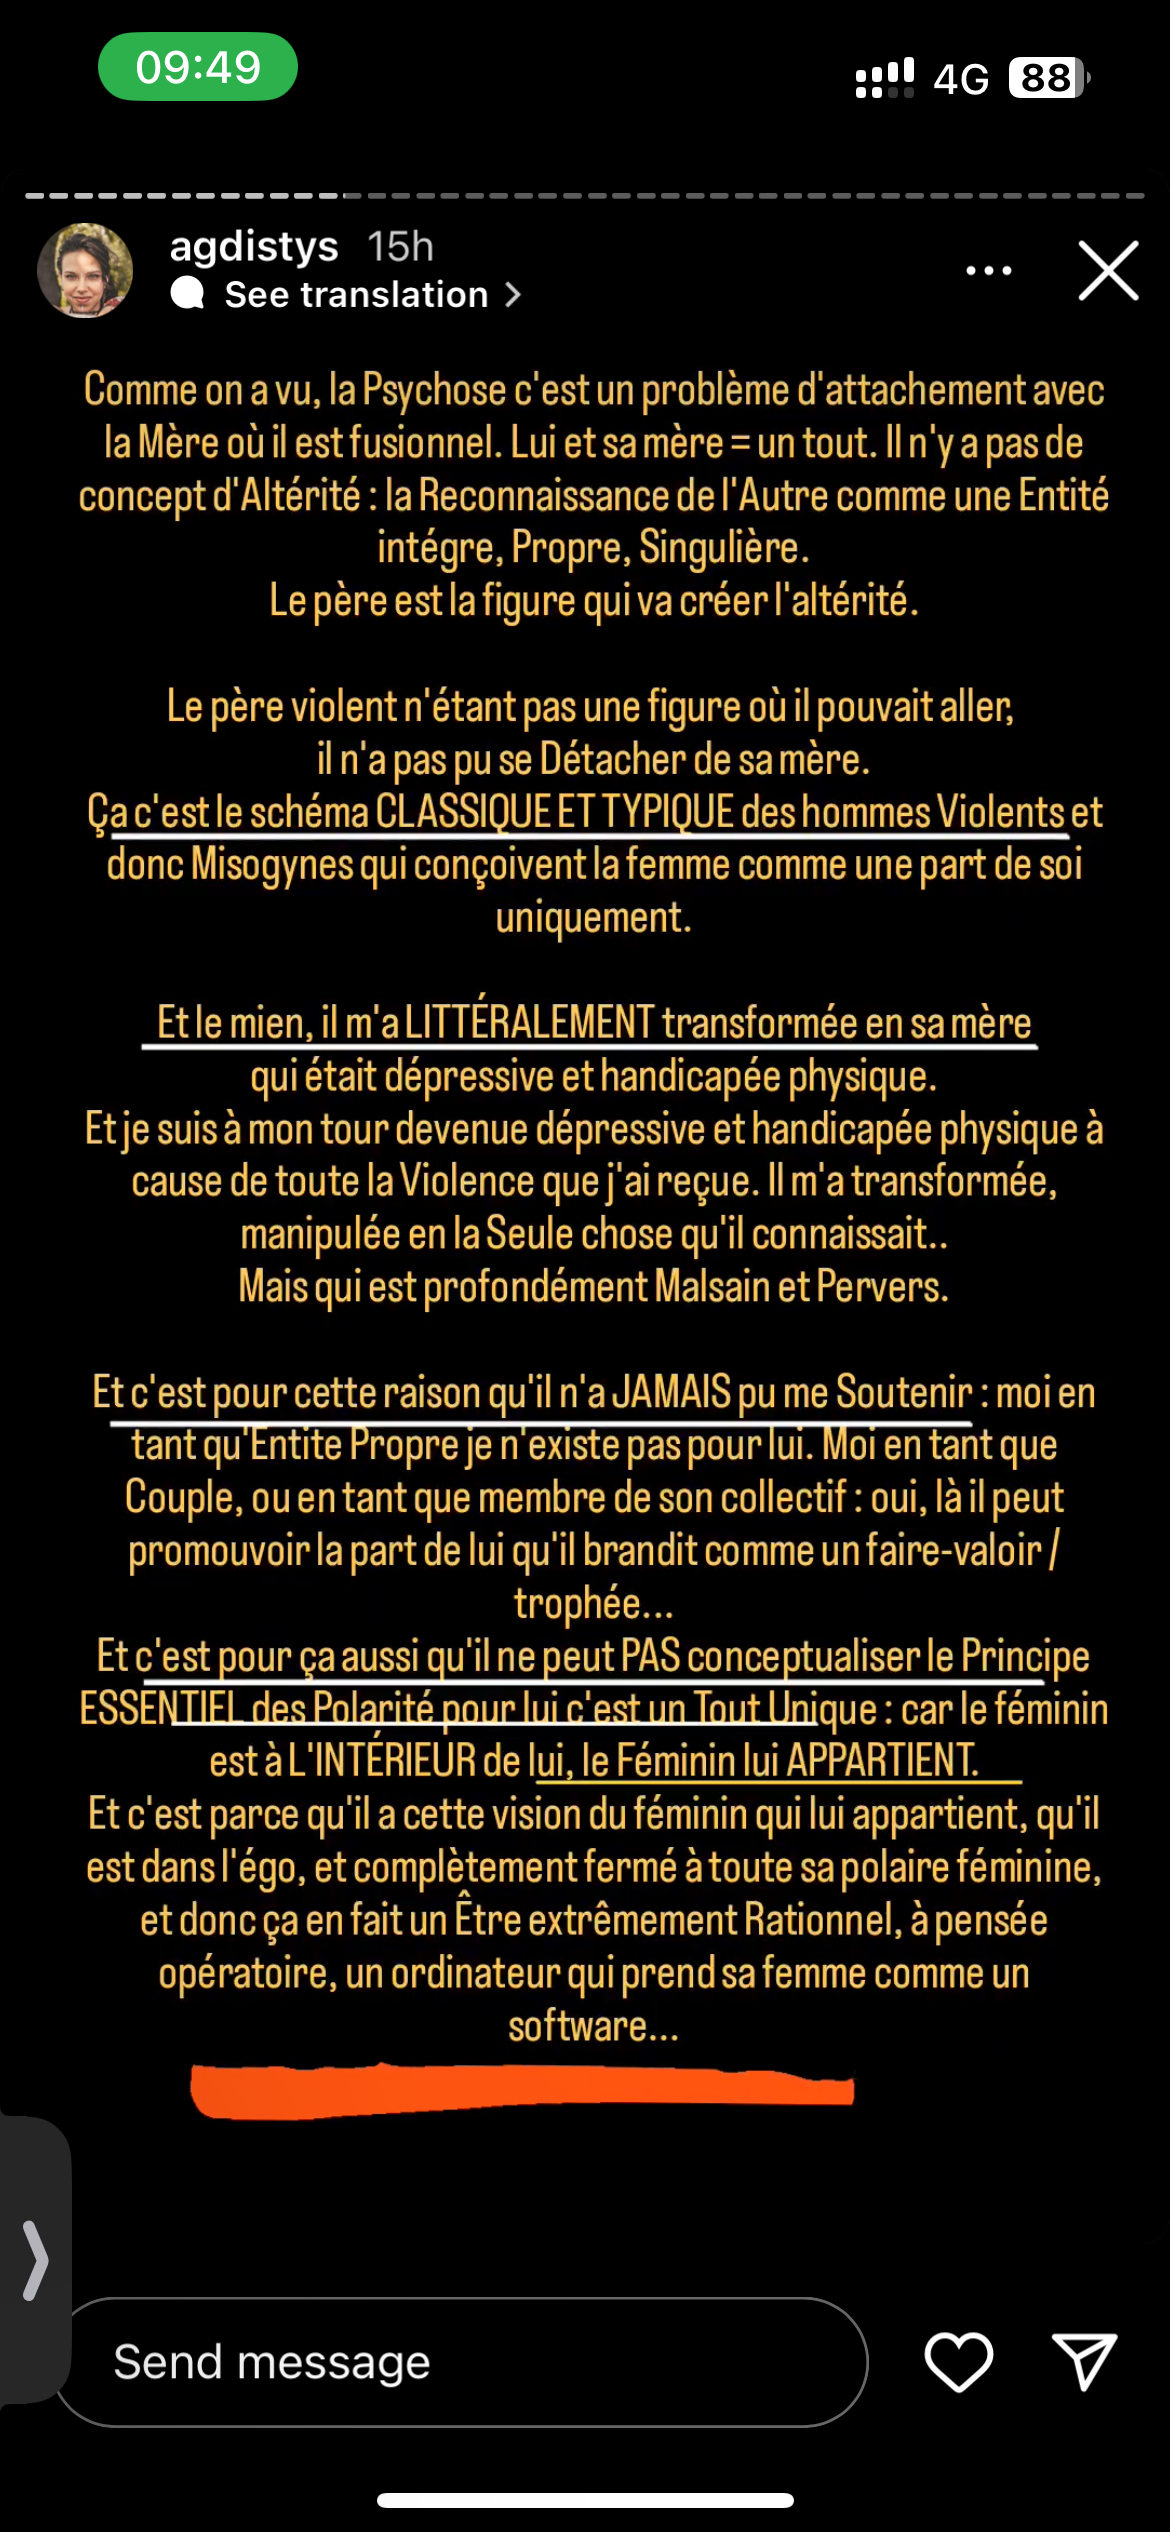 09:49
4G
88
agdistys 15h
See translation
Comme on a vu, la Psychose c'est un problème d'attachement avec
la Mère où il est fusionnel. Lui et sa mère = un tout. Il n'y a pas de
concept d'Altérité : la Reconnaissance de l'Autre comme une Entité
intégre, Propre, Singulière.
Le père est la figure qui va créer l'altérité.
Le père violent n'étant pas une figure où il pouvait aller,
il n'a pas pu se Détacher de sa mère.
Ça c'est le schéma CLASSIQUE ET TYPIQUE des hommes Violents et
donc Misogynes qui conçoivent la femme comme une part de soi
uniquement.
Et le mien, il m'a LITTÉRALEMENT transformée en sa mère
qui était dépressive et handicapée physique.
Et je suis à mon tour devenue dépressive et handicapée physique à
cause de toute la Violence que j'ai reçue. Il m'a transformée,
manipulée en la Seule chose qu'il connaissait..
Mais qui est profondément Malsain et Pervers.
Et c'est pour cette raison qu'il n'a JAMAIS pu me Soutenir : moi en
tant qu'Entite Propre je n'existe pas pour lui. Moi en tant que
Couple, ou en tant que membre de son collectif : oui, là il peut
promouvoir la part de lui qu'il brandit comme un faire-valoir /
trophée...
Et c'est pour ça aussi qu'il ne peut PAS conceptualiser le Principe
ESSENTIEL des Polarité pour lui c'est un Tout Unique : car le féminin
est à L'INTÉRIEUR de lui, le Féminin lui APPARTIENT.
Et c'est parce qu'il a cette vision du féminin qui lui appartient, qu'il
est dans l'égo, et complètement fermé à toute sa polaire féminine,
et donc ça en fait un Être extrêmement Rationnel, à pensée
opératoire, un ordinateur qui prend sa femme comme un
software...
Send message